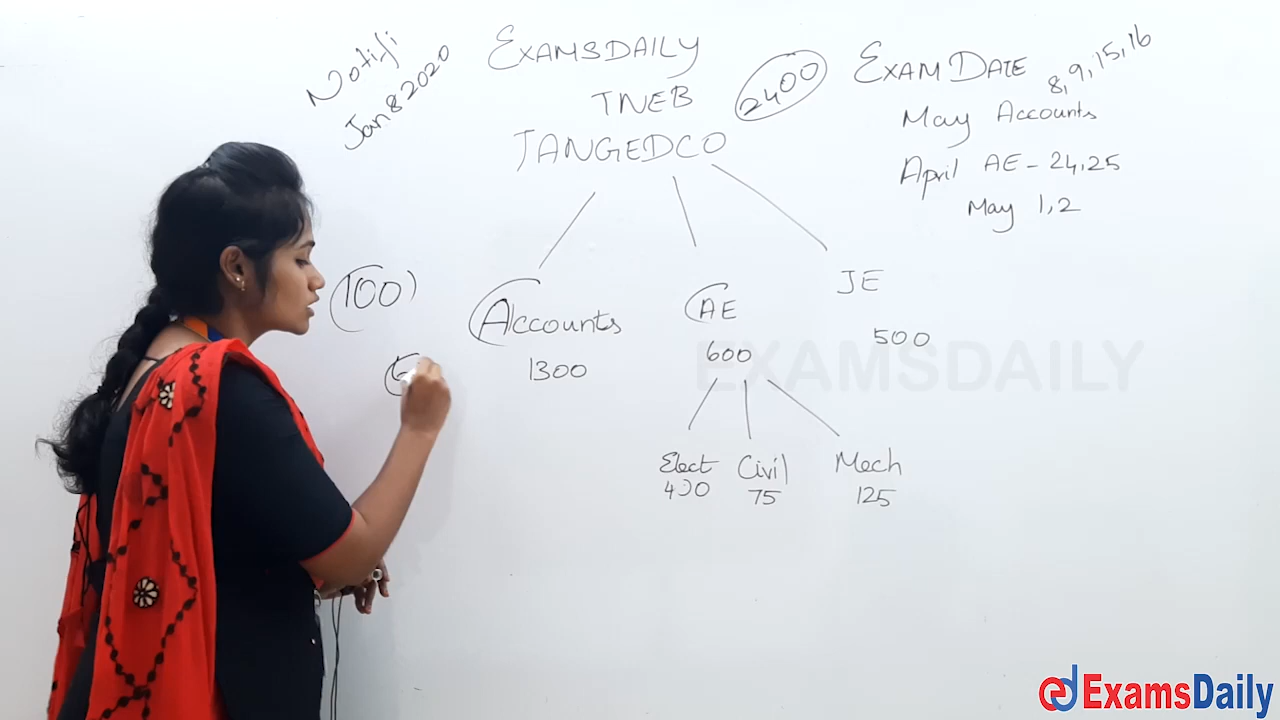 Notifi
Jan 8 2020
EXAMSDAILY
TNEB
TANGEDCO
2400
EXAM DATE
8,9,15,16
May Accounts
April AE - 24,25
May 1,2
100
Accounts
1300
AE
600
JE
500
Elect
400
Civil
75
Mech
125
EXAMSDAILY
ExamsDaily